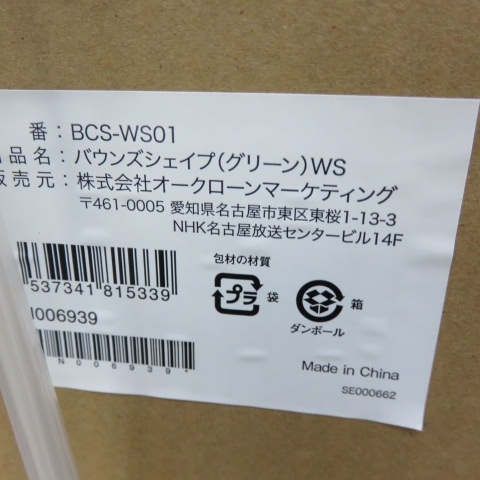 番：BCS-WS01
品名：バウンズシェイプ（グリーン）WS
販売元：株式会社オークローンマーケティング
〒461-0005 愛知県名古屋市東区東桜1-13-3
NHK名古屋放送センタービル14F
包材の材質
プラ 袋 箱
ダンボール
537341 815339
N006939
N006939*
Made in China
SE000662